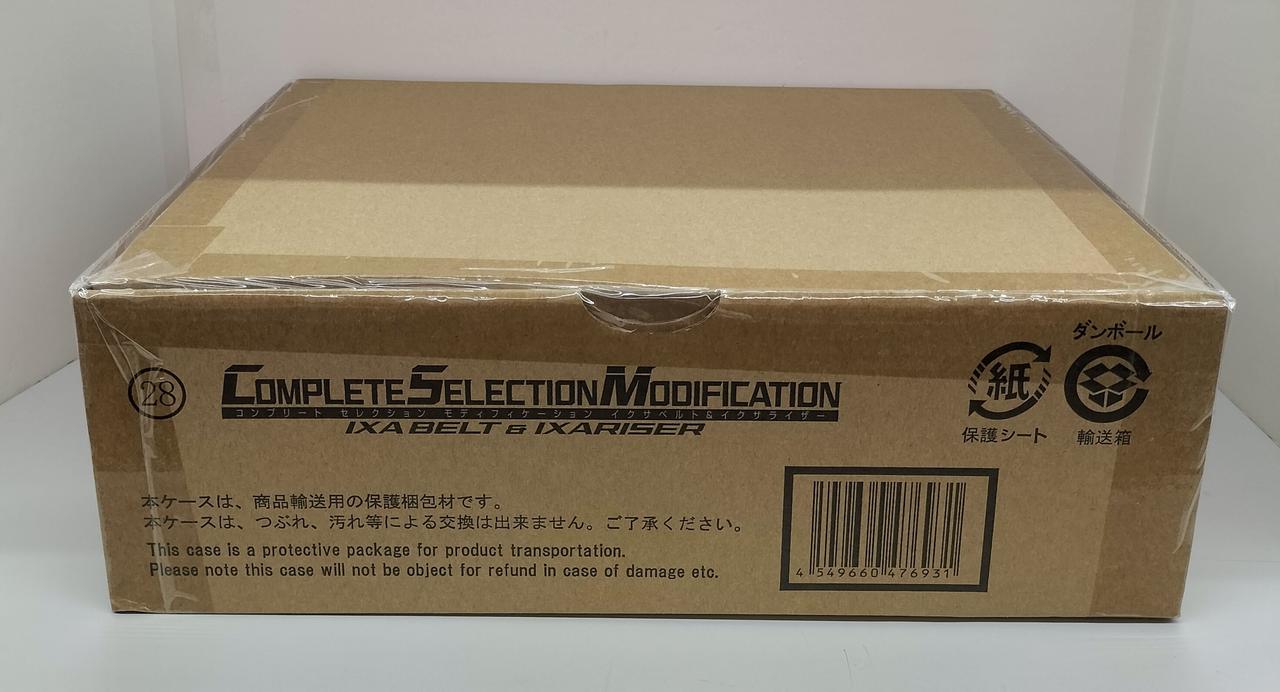 28
COMPLETE SELECTION MODIFICATION
コンプリート セレクション モディフィケーション イクサベルト&イクサライザー
IXA BELT & IXARISER
紙
保護シート
ダンボール
輸送箱
本ケースは、商品輸送用の保護梱包材です。
本ケースは、つぶれ、汚れ等による交換は出来ません。ご了承ください。
This case is a protective package for product transportation.
Please note this case will not be object for refund in case of damage etc.
4 549660 476931